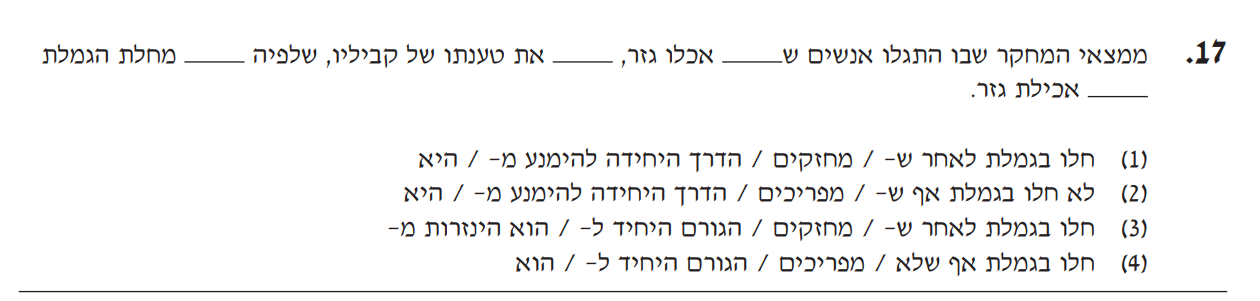 17. ממצאי המחקר שבו התגלו אנשים ש_____ אכלו גזר, _____ את טענתו של קביליו, שלפיה _____ מחלת הגמלת
_____ אכילת גזר.
(1) חלו בגמלת לאחר ש- / מחזקים / הדרך היחידה להימנע מ- / היא
(2) לא חלו בגמלת אף ש- / מפריכים / הדרך היחידה להימנע מ- / היא
(3) חלו בגמלת לאחר ש- / מחזקים / הגורם היחיד ל- / הוא הינזרות מ-
(4) חלו בגמלת אף שלא / מפריכים / הגורם היחיד ל- / הוא